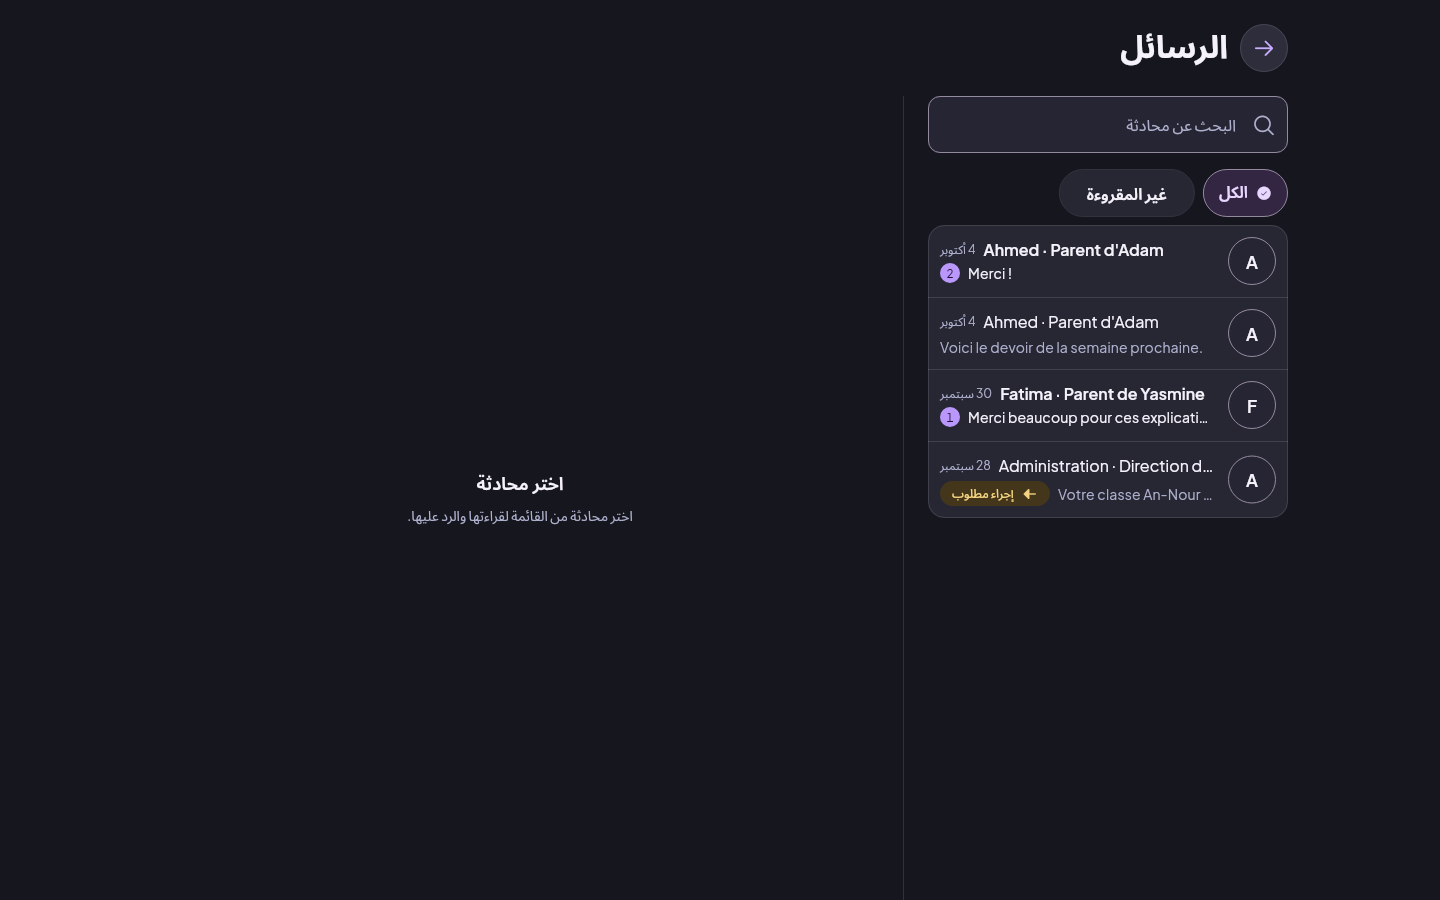 الرسائل
البحث عن محادثة
الكل
غير المقروءة
A
Ahmed · Parent d'Adam
4 أكتوبر
Merci !
2
A
Ahmed · Parent d'Adam
4 أكتوبر
Voici le devoir de la semaine prochaine.
F
Fatima · Parent de Yasmine
30 سبتمبر
Merci beaucoup pour ces explicati…
1
A
Administration · Direction d…
28 سبتمبر
Votre classe An-Nour …
إجراء مطلوب
اختر محادثة
اختر محادثة من القائمة لقراءتها والرد عليها.